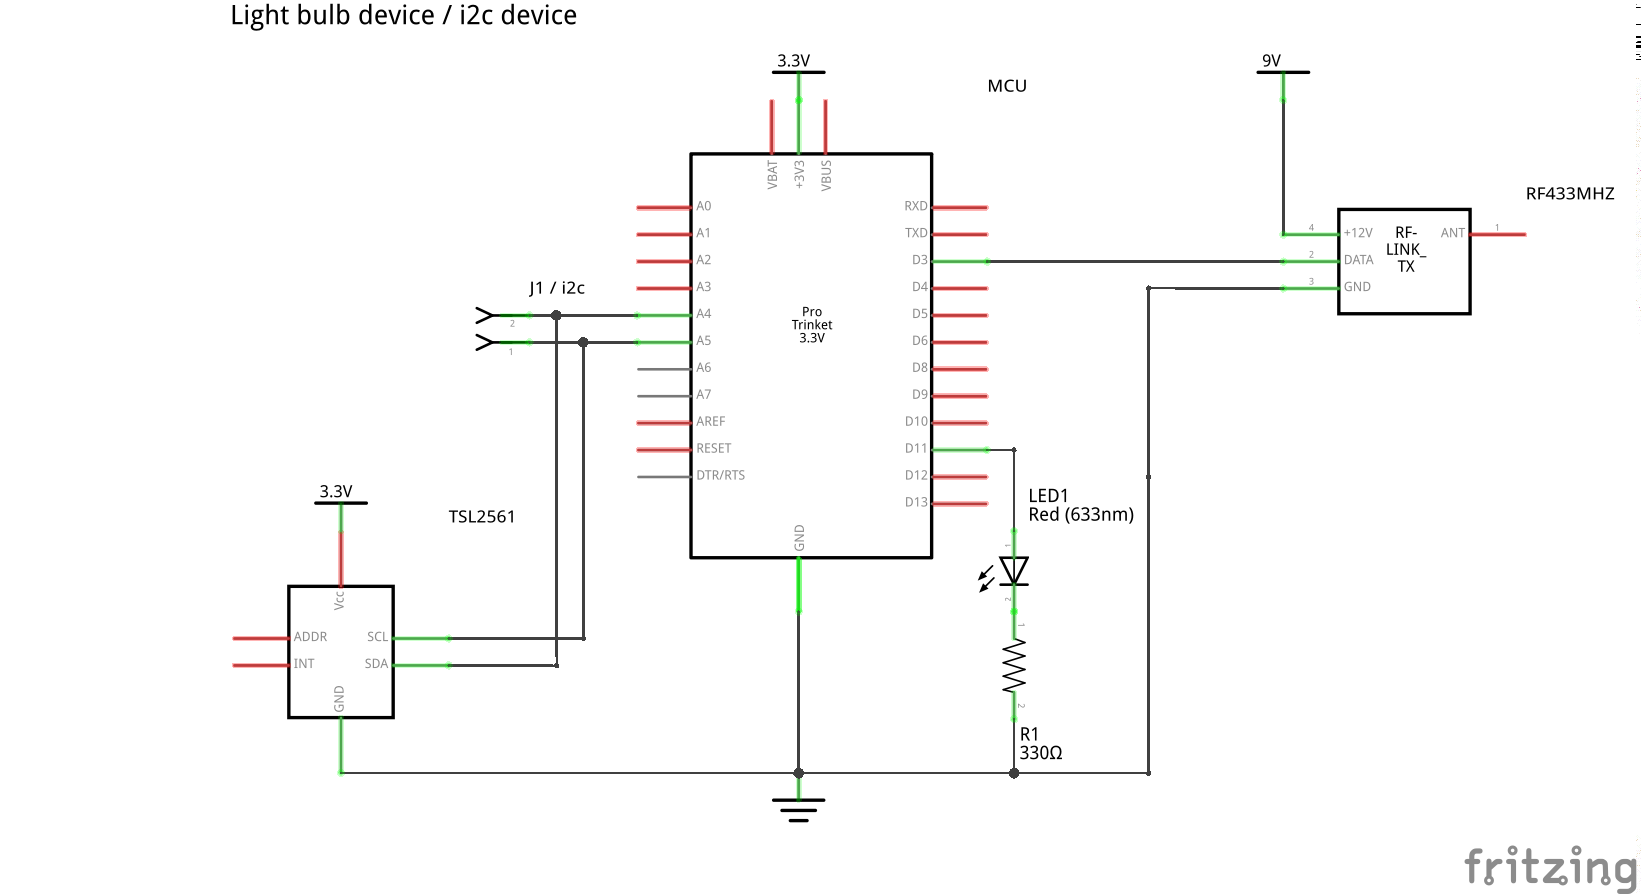 Light bulb device / i2c device
3.3V
9V
MCU
VBAT
+3V3
VBUS
RF433MHZ
A0
RXD
A1
TXD
A2
D3
A3
D4
J1 / i2c
A4
D5
2
A5
D6
1
A6
D8
A7
D9
AREF
D10
RESET
D11
DTR/RTS
D12
D13
Pro
Trinket
3.3V
GND
4
+12V
RF-
LINK_
TX
ANT
1
2
DATA
3
GND
3.3V
TSL2561
Vcc
ADDR
SCL
INT
SDA
GND
LED1
Red (633nm)
1
2
1
2
R1
330Ω
fritzing